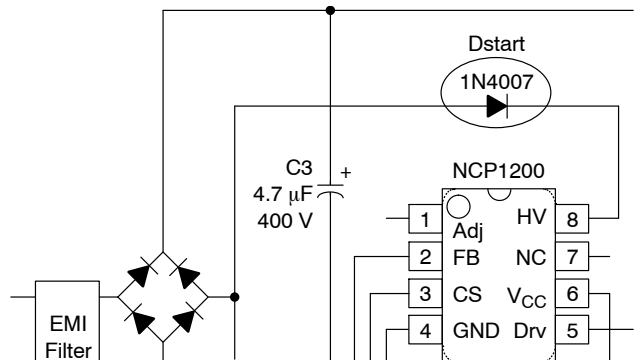 Dstart
1N4007
C3
+
4.7 μF
400 V
NCP1200
1
Adj
HV
8
2
FB
NC
7
3
CS
VCC
6
4
GND
Drv
5
EMI
Filter